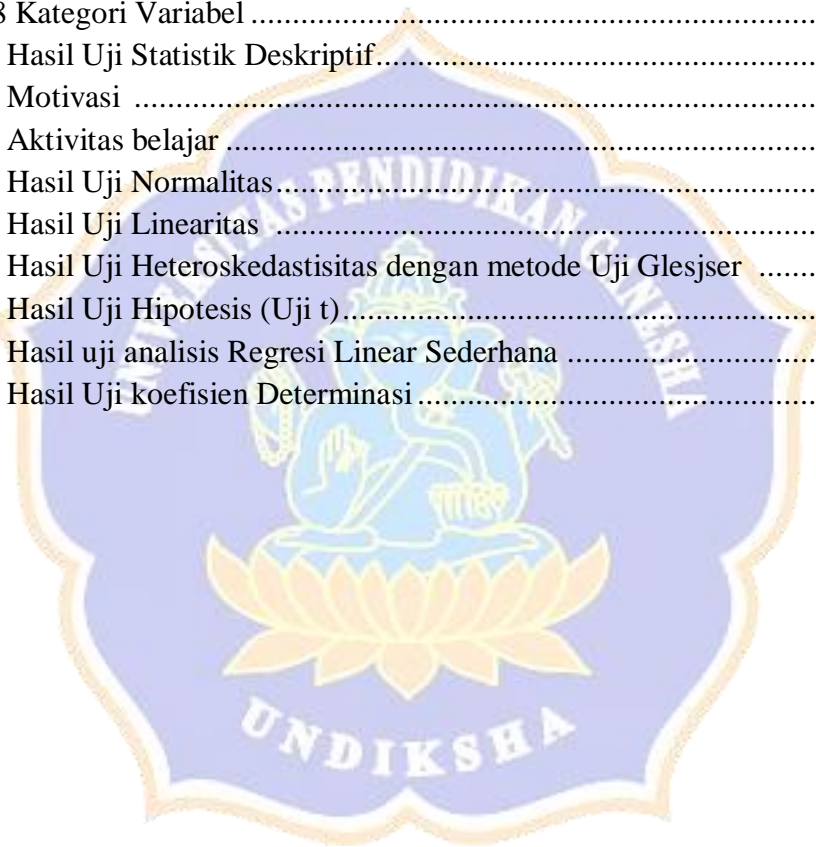 8 Kategori Variabel ......................................................................
Hasil Uji Statistik Deskriptif......................................................
Motivasi .....................................................................................
Aktivitas belajar .........................................................................
Hasil Uji Normalitas..................................................................
Hasil Uji Linearitas ...................................................................
Hasil Uji Heteroskedastisitas dengan metode Uji Glesjser .......
Hasil Uji Hipotesis (Uji t)..........................................................
Hasil uji analisis Regresi Linear Sederhana ..............................
Hasil Uji koefisien Determinasi .................................................
UNIVERSITAS PENDIDIKAN GANESHA
UNDIKSHA